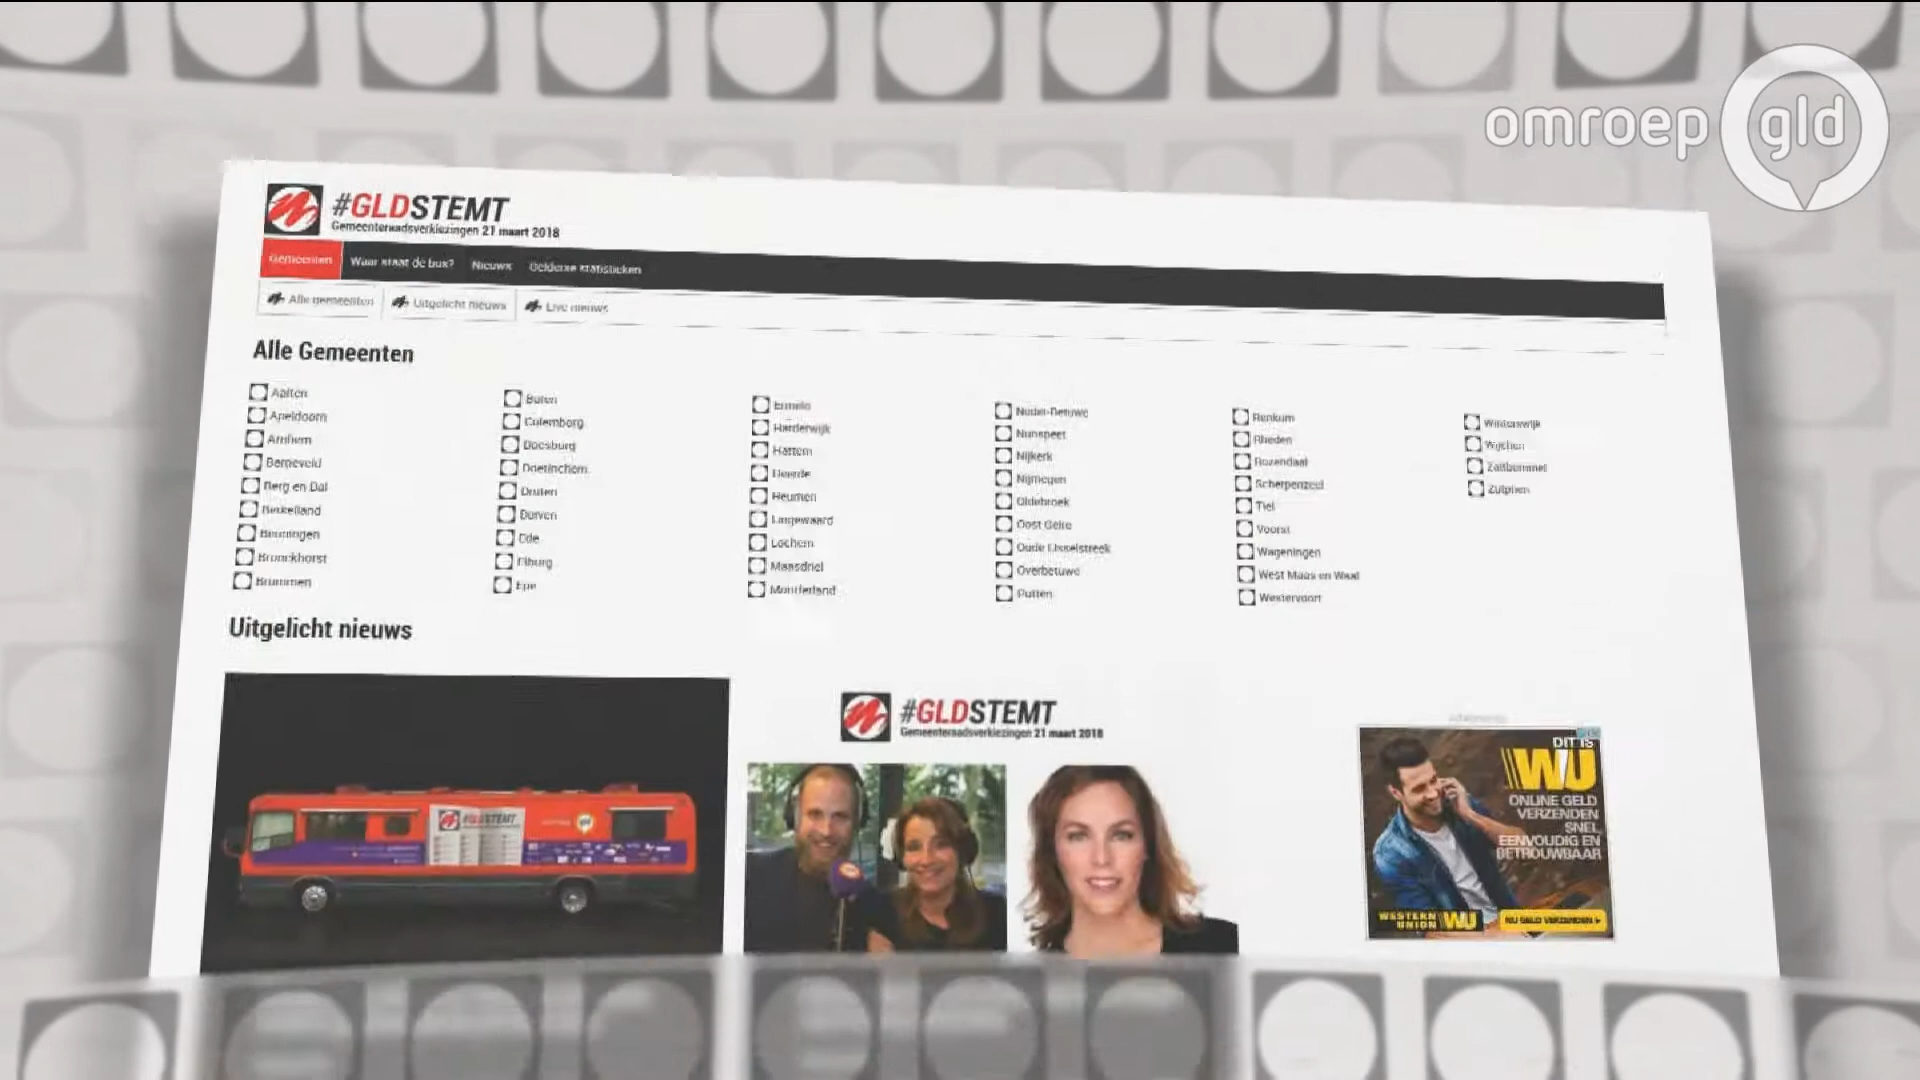 omroep gld
#GLDSTEMT
Gemeenteraadsverkiezingen 21 maart 2018
Gemeenten Waar staat de bus? Nieuws Gelderse statistieken
Alle gemeenten Uitgelicht nieuws Live nieuws
Alle Gemeenten
Aalten
Apeldoorn
Arnhem
Barneveld
Berg en Dal
Berkelland
Beuningen
Bronckhorst
Brummen
Buren
Culemborg
Doesburg
Doetinchem
Druten
Duiven
Ede
Elburg
Epe
Ermelo
Harderwijk
Hattem
Heerde
Heumen
Lingewaard
Lochem
Maasdriel
Montferland
Neder-Betuwe
Nunspeet
Nijkerk
Nijmegen
Oldebroek
Oost Gelre
Oude IJsselstreek
Overbetuwe
Putten
Renkum
Rheden
Rozendaal
Scherpenzeel
Tiel
Voorst
Wageningen
West Maas en Waal
Westervoort
Winterswijk
Wijchen
Zaltbommel
Zutphen
Uitgelicht nieuws
#GLDSTEMT
gld
#GLDSTEMT
Gemeenteraadsverkiezingen 21 maart 2018
DIT IS
WU
ONLINE GELD
VERZENDEN
SNEL,
EENVOUDIG EN
BETROUWBAAR
WESTERN
UNION WU
NU GELD VERZENDEN